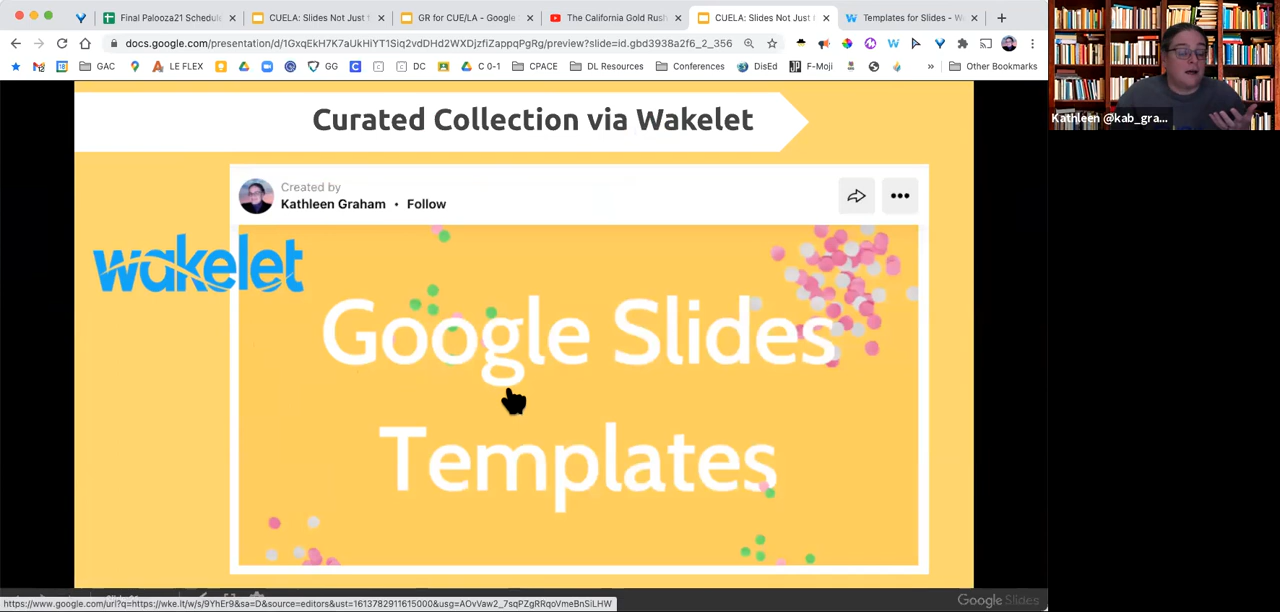 Final Palooza21 Schedule
CUELA: Slides Not Just f
GR for CUE/LA - Google
The California Gold Rush
CUELA: Slides Not Just
Templates for Slides - W
docs.google.com/presentation/d/1GxqEkH7K7aUkHiYT1Siq2vdDHd2WXDjzfiZappqPgRg/preview?slide=id.gbd3938a2f6_2_356
18
GAC
LE FLEX
GG
C
C 0-1
DC
CPACE
DL Resources
Conferences
DisEd
F-Moji
»
Other Bookmarks
Kathleen @kab_gra...
Curated Collection via Wakelet
Created by
Kathleen Graham • Follow
wakelet
Google Slides
Templates
Google Slides
https://www.google.com/url?q=https://wke.lt/w/s/9YhEr9&sa=D&source=editors&ust=1613782911615000&usg=AOvVaw2_7sqPZgRRqoVmeBnSiLHW